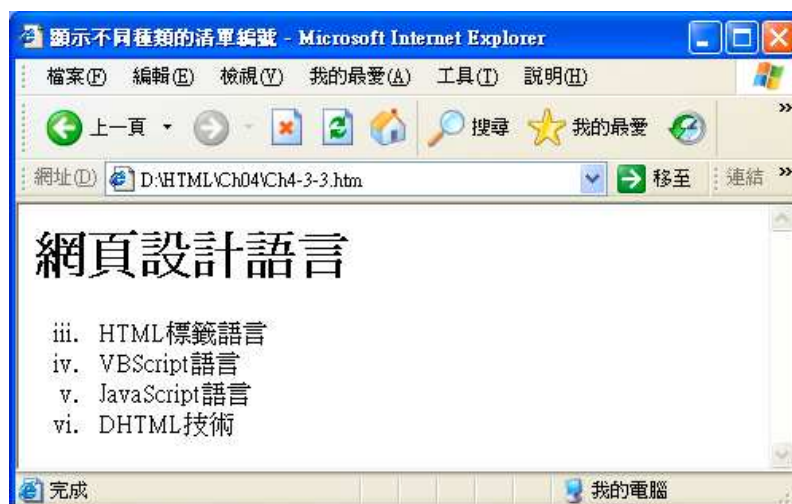 顯示不同種類的清單編號 - Microsoft Internet Explorer
檔案(F) 編輯(E) 檢視(V) 我的最愛(A) 工具(T) 說明(H)
上一頁 搜尋 我的最愛 »
網址(D) D:\HTML\Ch04\Ch4-3-3.htm 移至 連結 »
網頁設計語言
iii. HTML標籤語言
iv. VBScript語言
v. JavaScript語言
vi. DHTML技術
完成 我的電腦